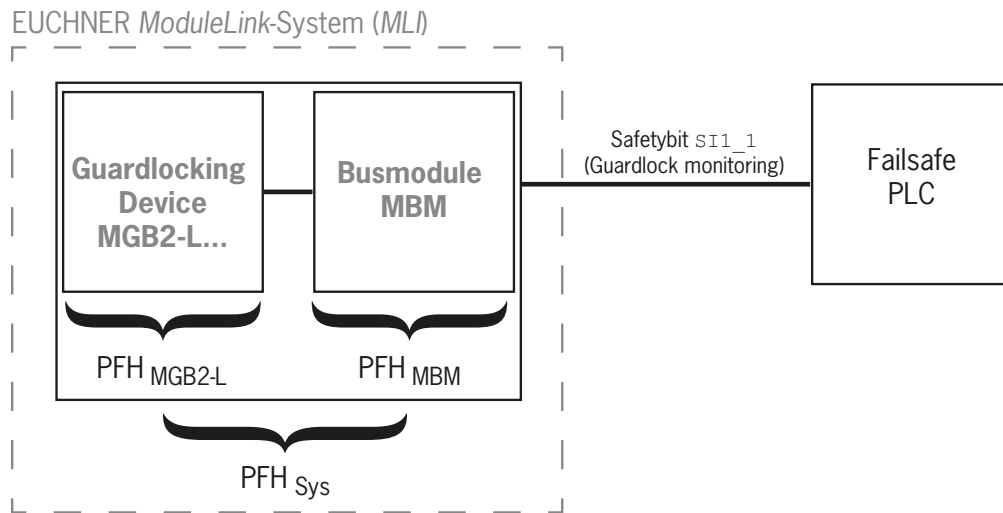 EUCHNER ModuleLink-System (MLI)
Guardlocking
Device
MGB2-L...
Busmodule
MBM
Safetybit SI1_1
(Guardlock monitoring)
Failsafe
PLC
PFH MGB2-L
PFH MBM
PFH Sys